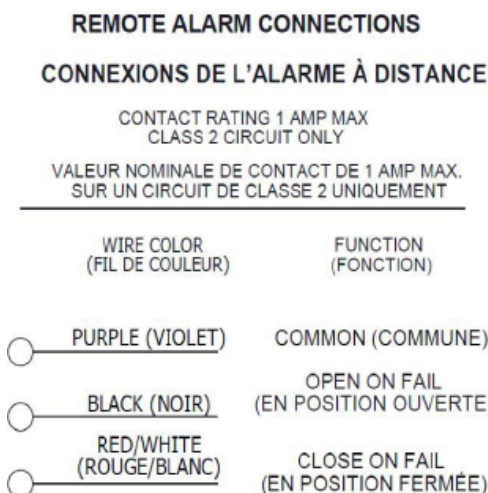 REMOTE ALARM CONNECTIONS
CONNEXIONS DE L'ALARME À DISTANCE
CONTACT RATING 1 AMP MAX
CLASS 2 CIRCUIT ONLY
VALEUR NOMINALE DE CONTACT DE 1 AMP MAX.
SUR UN CIRCUIT DE CLASSE 2 UNIQUEMENT
WIRE COLOR
(FIL DE COULEUR)
FUNCTION
(FONCTION)
PURPLE (VIOLET)
COMMON (COMMUNE)
BLACK (NOIR)
OPEN ON FAIL
(EN POSITION OUVERTE
RED/WHITE
(ROUGE/BLANC)
CLOSE ON FAIL
(EN POSITION FERMÉE)